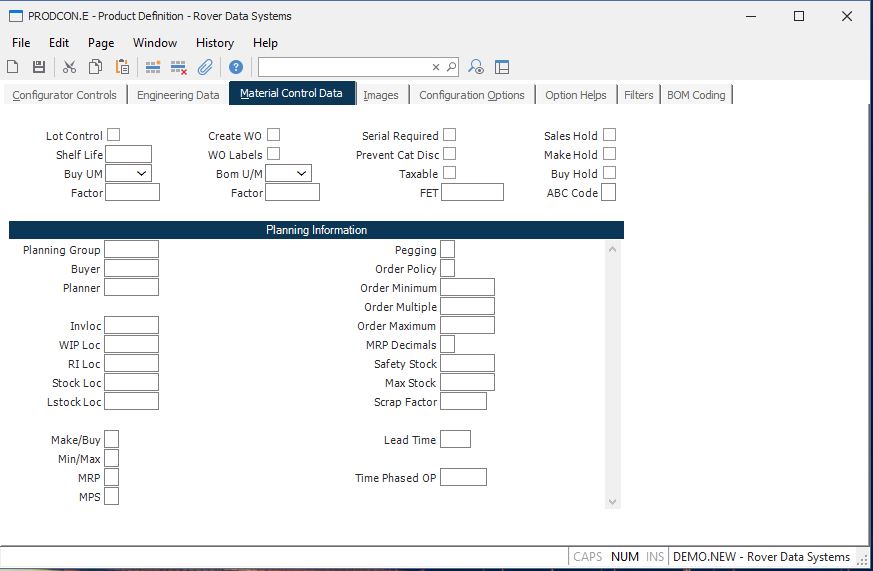 PRODCON.E - Product Definition - Rover Data Systems
File Edit Page Window History Help
Configurator Controls Engineering Data Material Control Data Images Configuration Options Option Helps Filters BOM Coding
Lot Control Create WO Serial Required Sales Hold
Shelf Life WO Labels Prevent Cat Disc Make Hold
Buy UM Bom U/M Taxable Buy Hold
Factor Factor FET ABC Code
Planning Information
Planning Group Pegging
Buyer Order Policy
Planner Order Minimum
Order Multiple
Invloc Order Maximum
WIP Loc MRP Decimals
RI Loc Safety Stock
Stock Loc Max Stock
Lstock Loc Scrap Factor
Make/Buy Lead Time
Min/Max
MRP Time Phased OP
MPS
CAPS NUM INS DEMO.NEW - Rover Data Systems